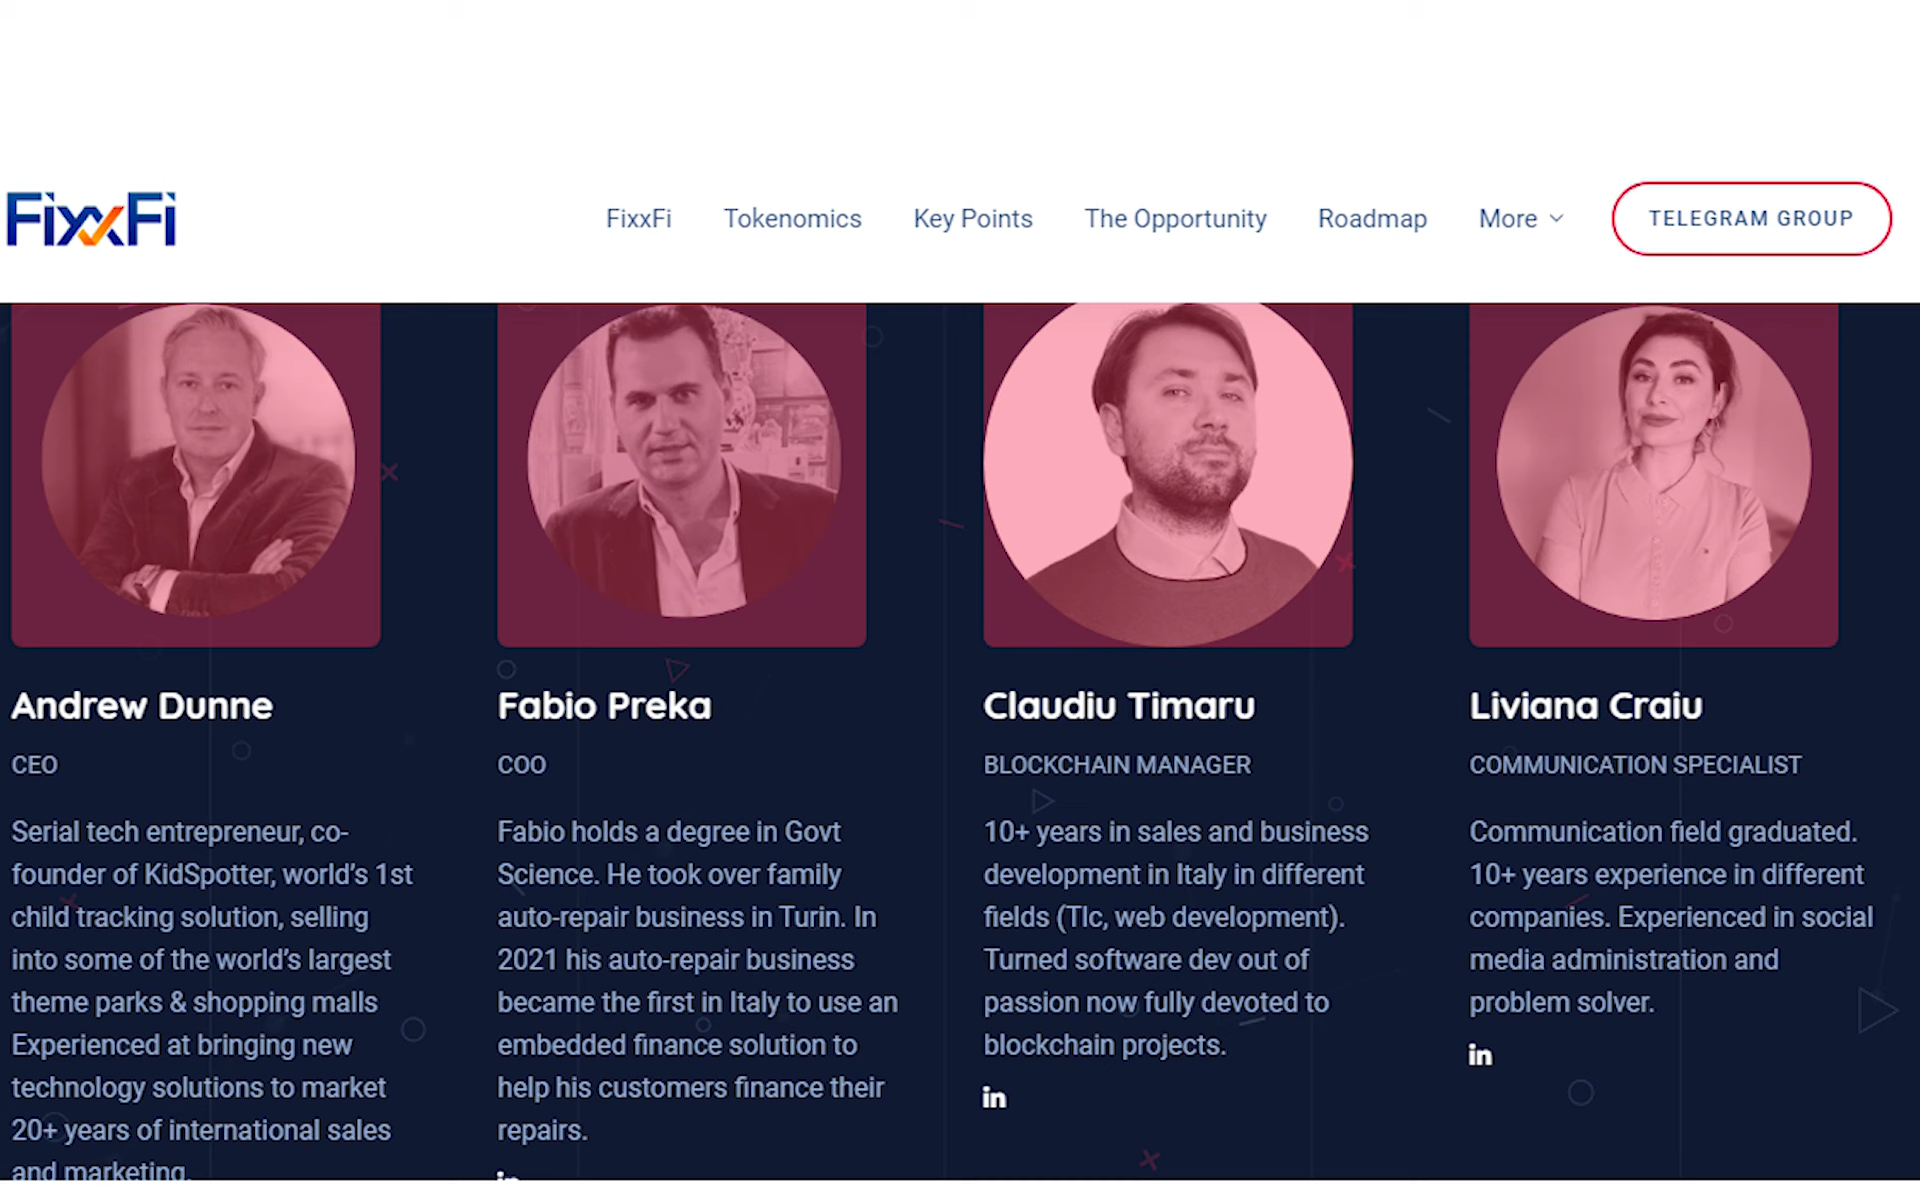 FixxFi
FixxFi
Tokenomics
Key Points
The Opportunity
Roadmap
More
TELEGRAM GROUP
Andrew Dunne
CEO
Serial tech entrepreneur, co-
founder of KidSpotter, world’s 1st
child tracking solution, selling
into some of the world’s largest
theme parks & shopping malls
Experienced at bringing new
technology solutions to market
20+ years of international sales
and marketing.
Fabio Preka
COO
Fabio holds a degree in Govt
Science. He took over family
auto-repair business in Turin. In
2021 his auto-repair business
became the first in Italy to use an
embedded finance solution to
help his customers finance their
repairs.
in
Claudiu Timaru
BLOCKCHAIN MANAGER
10+ years in sales and business
development in Italy in different
fields (Tlc, web development).
Turned software dev out of
passion now fully devoted to
blockchain projects.
in
Liviana Craiu
COMMUNICATION SPECIALIST
Communication field graduated.
10+ years experience in different
companies. Experienced in social
media administration and
problem solver.
in